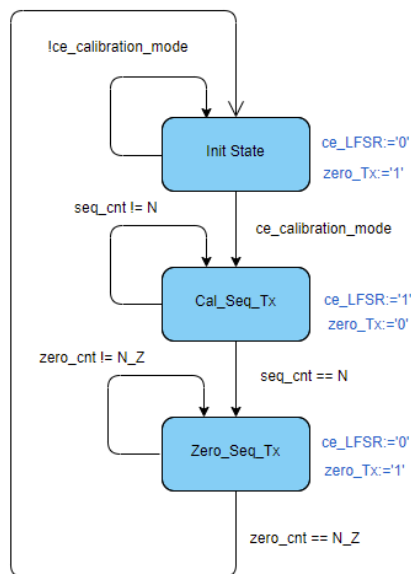 !ce_calibration_mode
Init State
ce_LFSR:='0'
zero_Tx:='1'
seq_cnt != N
ce_calibration_mode
Cal_Seq_Tx
ce_LFSR:='1'
zero_Tx:='0'
zero_cnt != N_Z
seq_cnt == N
Zero_Seq_Tx
ce_LFSR:='0'
zero_Tx:='1'
zero_cnt == N_Z